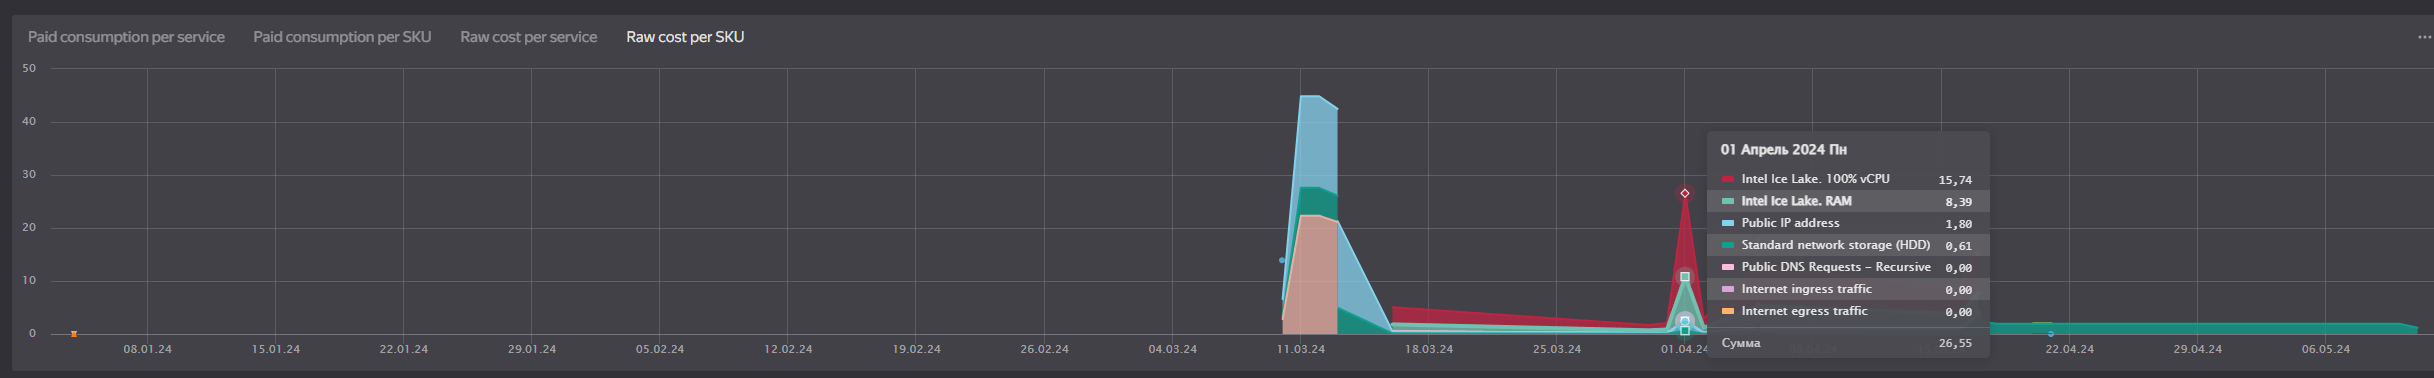 Paid consumption per service Paid consumption per SKU Raw cost per service Raw cost per SKU ...
50
40
30
20
10
0
08.01.24 15.01.24 22.01.24 29.01.24 05.02.24 12.02.24 19.02.24 26.02.24 04.03.24 11.03.24 18.03.24 25.03.24 01.04.24 22.04.24 29.04.24 06.05.24
01 Апрель 2024 Пн
Intel Ice Lake. 100% vCPU 15,74
Intel Ice Lake. RAM 8,39
Public IP address 1,80
Standard network storage (HDD) 0,61
Public DNS Requests – Recursive 0,00
Internet ingress traffic 0,00
Internet egress traffic 0,00
Сумма 26,55